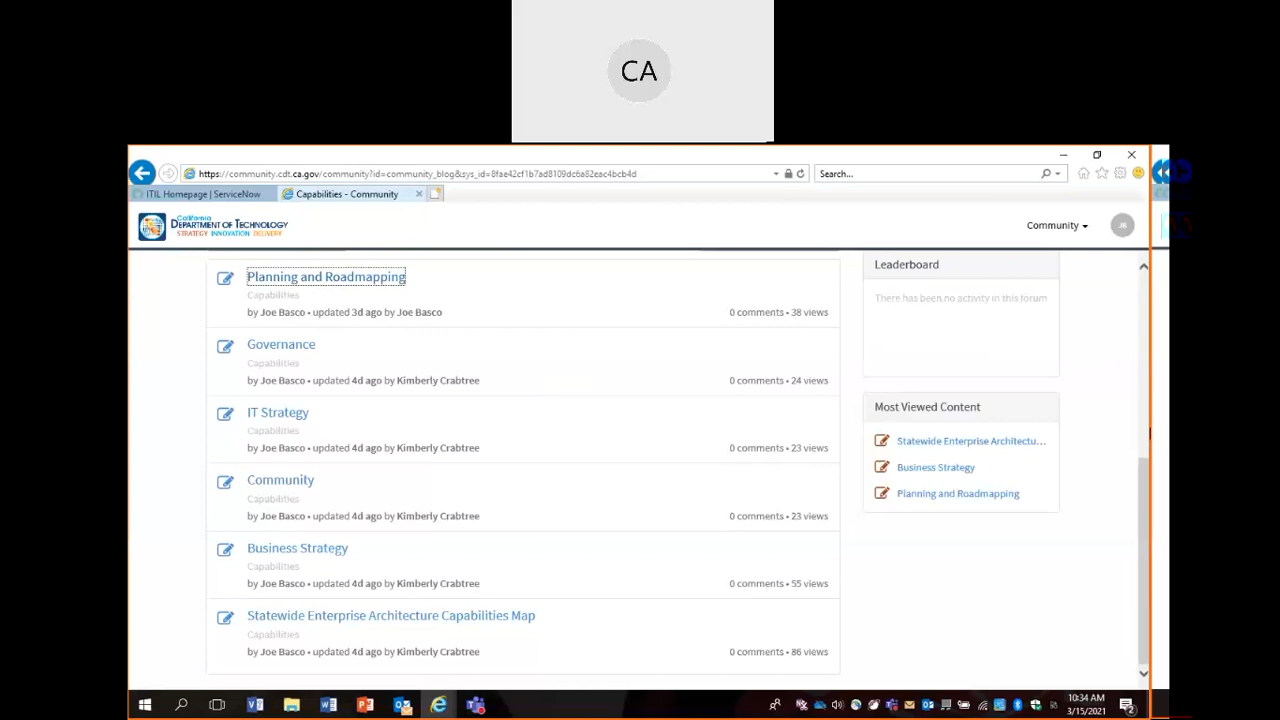 CA
https://community.cdt.ca.gov/community?id=community_blog&sys_id=8fae42cf1b7ad8109dc6a82eac4bcb4d
Search...
ITIL Homepage | ServiceNow
Capabilities - Community
California
DEPARTMENT OF TECHNOLOGY
STRATEGY INNOVATION DELIVERY
Community
JB
Planning and Roadmapping
Capabilities
by Joe Basco • updated 3d ago by Joe Basco
0 comments • 38 views
Governance
Capabilities
by Joe Basco • updated 4d ago by Kimberly Crabtree
0 comments • 24 views
IT Strategy
Capabilities
by Joe Basco • updated 4d ago by Kimberly Crabtree
0 comments • 23 views
Community
Capabilities
by Joe Basco • updated 4d ago by Kimberly Crabtree
0 comments • 23 views
Business Strategy
Capabilities
by Joe Basco • updated 4d ago by Kimberly Crabtree
0 comments • 55 views
Statewide Enterprise Architecture Capabilities Map
Capabilities
by Joe Basco • updated 4d ago by Kimberly Crabtree
0 comments • 86 views
Leaderboard
There has been no activity in this forum
Most Viewed Content
Statewide Enterprise Architectu...
Business Strategy
Planning and Roadmapping
10:34 AM
3/15/2021
2